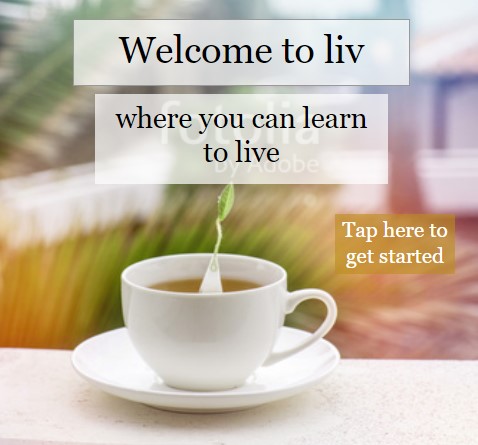 Welcome to liv
where you can learn
to live
fotolia
by Adobe
Tap here to
get started